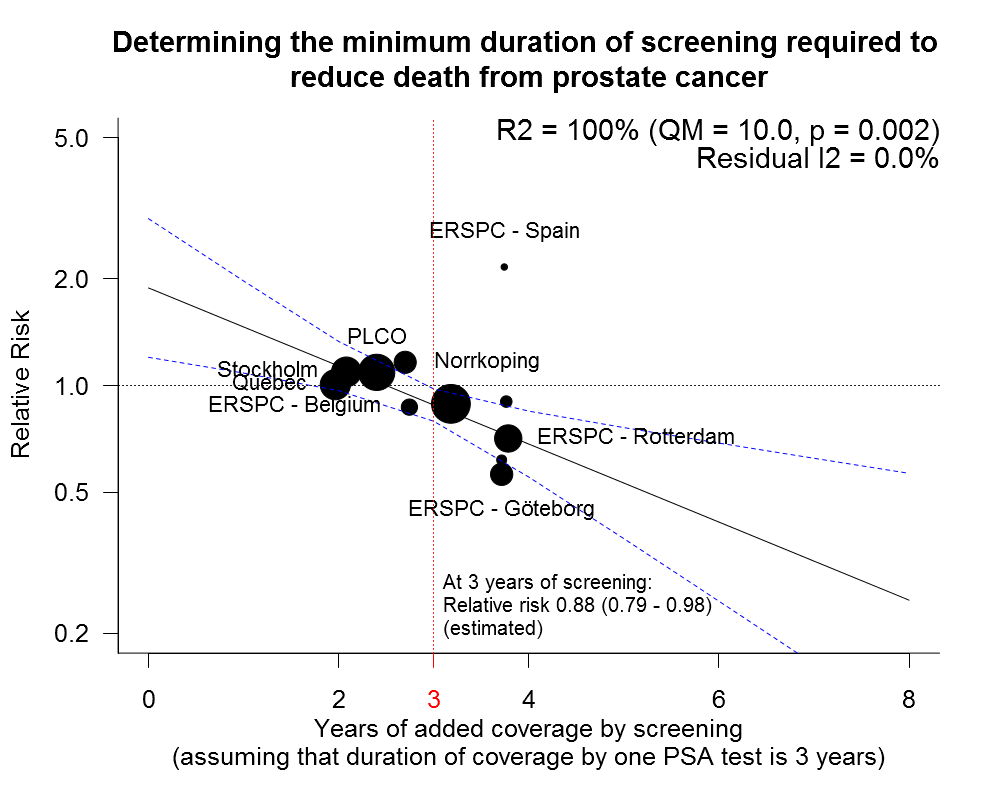 Determining the minimum duration of screening required to
reduce death from prostate cancer
R2 = 100% (QM = 10.0, p = 0.002)
Residual I2 = 0.0%
5.0
2.0
1.0
0.5
0.2
Relative Risk
ERSPC - Spain
PLCO
Norrkoping
Stockholm
Quebec
ERSPC - Belgium
ERSPC - Rotterdam
ERSPC - Göteborg
At 3 years of screening:
Relative risk 0.88 (0.79 - 0.98)
(estimated)
0 2 3 4 6 8
Years of added coverage by screening
(assuming that duration of coverage by one PSA test is 3 years)